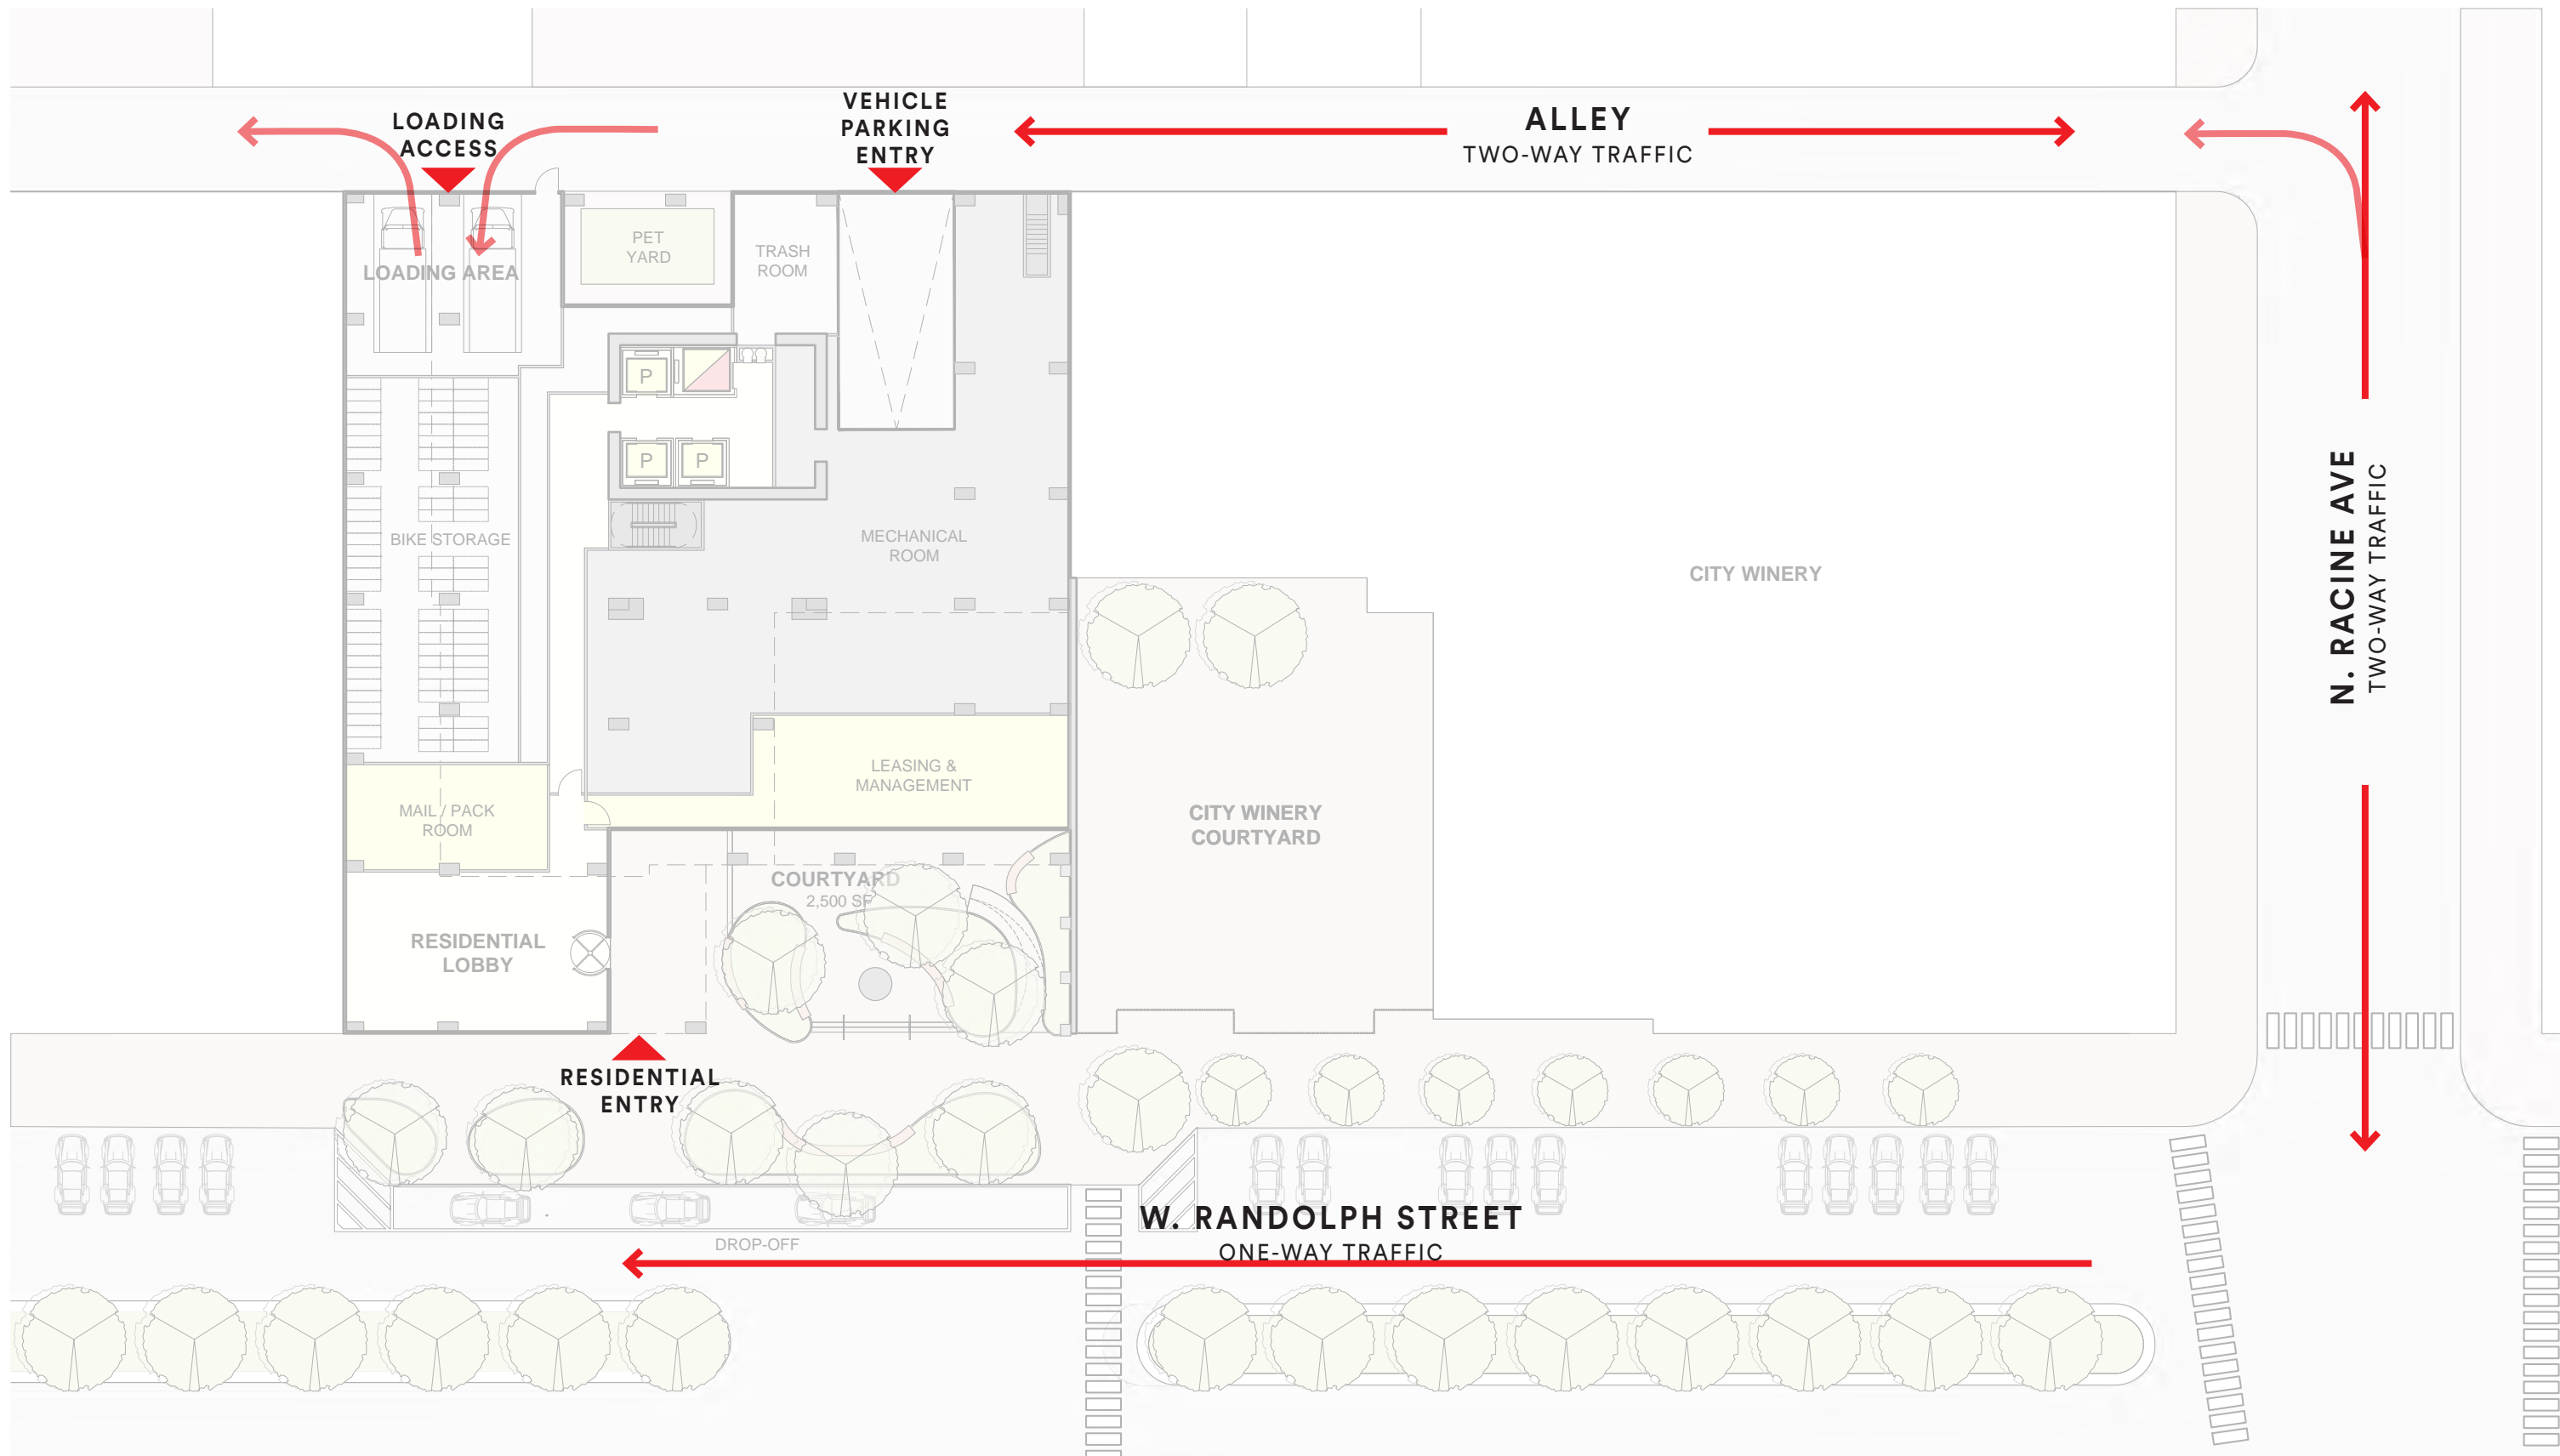 VEHICLE
PARKING
ENTRY
LOADING
ACCESS
ALLEY
TWO-WAY TRAFFIC
LOADING AREA
PET
YARD
TRASH
ROOM
P
P
P
BIKE STORAGE
MECHANICAL
ROOM
CITY WINERY
N. RACINE AVE
TWO-WAY TRAFFIC
LEASING &
MANAGEMENT
MAIL / PACK
ROOM
CITY WINERY
COURTYARD
COURTYARD
2,500 SF
RESIDENTIAL
LOBBY
RESIDENTIAL
ENTRY
W. RANDOLPH STREET
ONE-WAY TRAFFIC
DROP-OFF